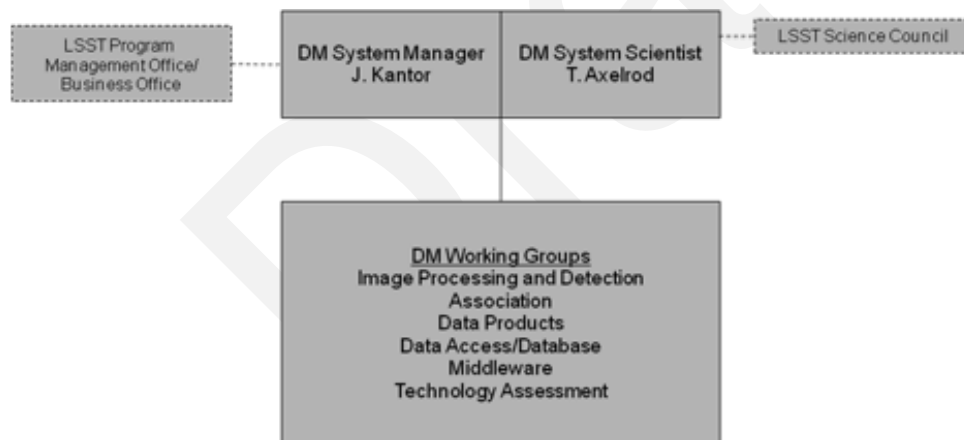 LSST Program
Management Office/
Business Office
DM System Manager
J. Kantor
DM System Scientist
T. Axelrod
LSST Science Council
DM Working Groups
Image Processing and Detection
Association
Data Products
Data Access/Database
Middleware
Technology Assessment